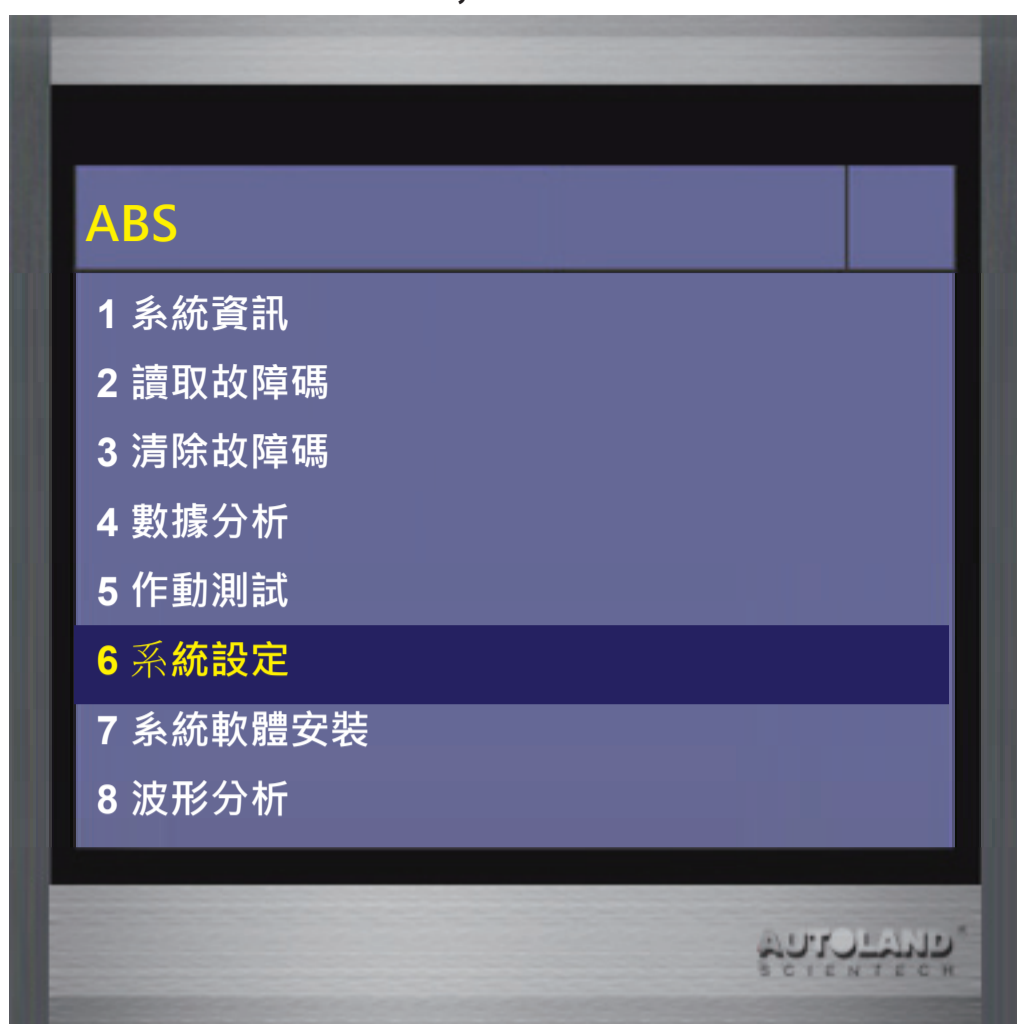 ABS
1 系統資訊
2 讀取故障碼
3 清除故障碼
4 數據分析
5 作動測試
6 系統設定
7 系統軟體安裝
8 波形分析
AUTOLAND
SCIENTECH